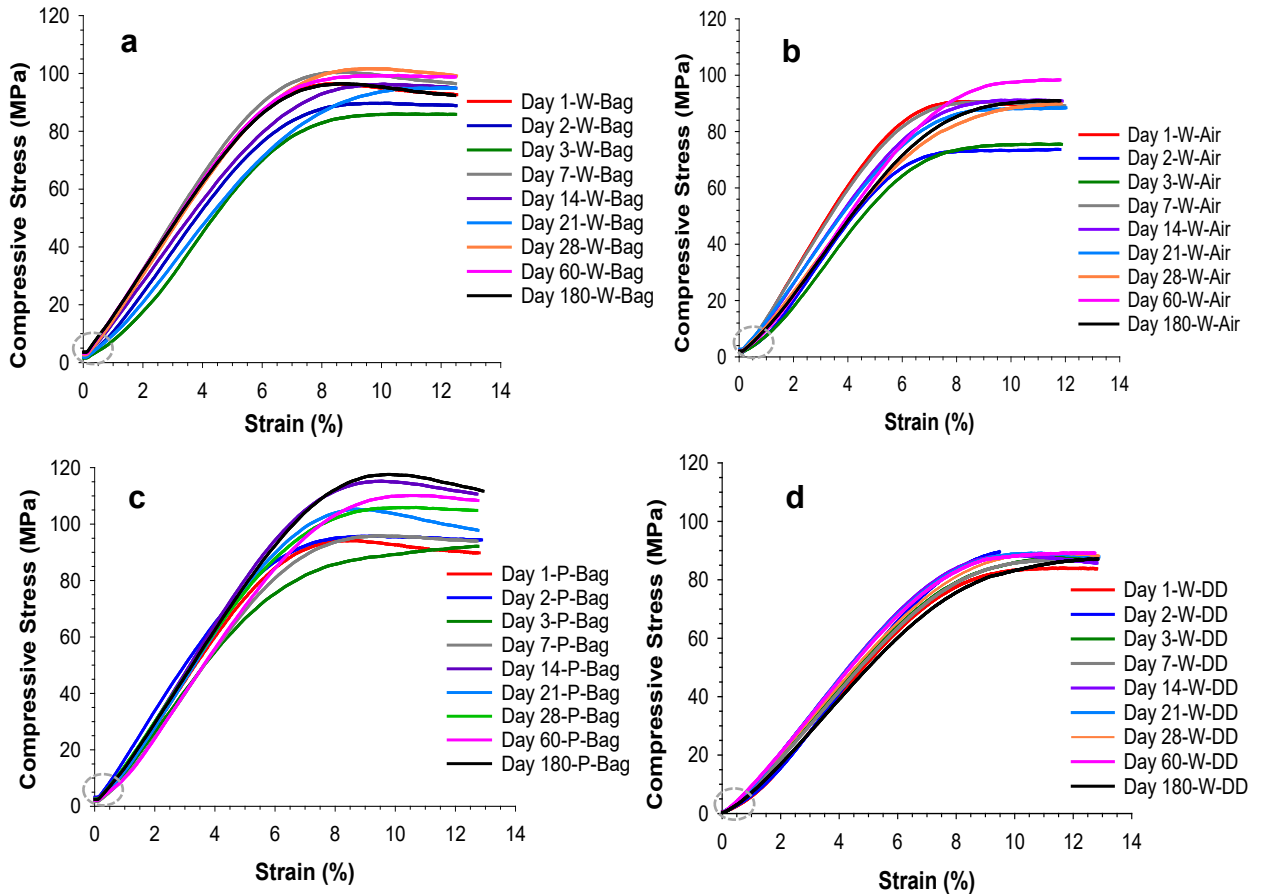 a
Compressive Stress (MPa)
120
100
80
60
40
20
0
0 2 4 6 8 10 12 14
Strain (%)
Day 1-W-Bag
Day 2-W-Bag
Day 3-W-Bag
Day 7-W-Bag
Day 14-W-Bag
Day 21-W-Bag
Day 28-W-Bag
Day 60-W-Bag
Day 180-W-Bag
b
Compressive Stress (MPa)
120
100
80
60
40
20
0
0 2 4 6 8 10 12 14
Strain (%)
Day 1-W-Air
Day 2-W-Air
Day 3-W-Air
Day 7-W-Air
Day 14-W-Air
Day 21-W-Air
Day 28-W-Air
Day 60-W-Air
Day 180-W-Air
c
Compressive Stress (MPa)
120
100
80
60
40
20
0
0 2 4 6 8 10 12 14
Strain (%)
Day 1-P-Bag
Day 2-P-Bag
Day 3-P-Bag
Day 7-P-Bag
Day 14-P-Bag
Day 21-P-Bag
Day 28-P-Bag
Day 60-P-Bag
Day 180-P-Bag
d
Compressive Stress (MPa)
120
100
80
60
40
20
0
0 2 4 6 8 10 12 14
Strain (%)
Day 1-W-DD
Day 2-W-DD
Day 3-W-DD
Day 7-W-DD
Day 14-W-DD
Day 21-W-DD
Day 28-W-DD
Day 60-W-DD
Day 180-W-DD